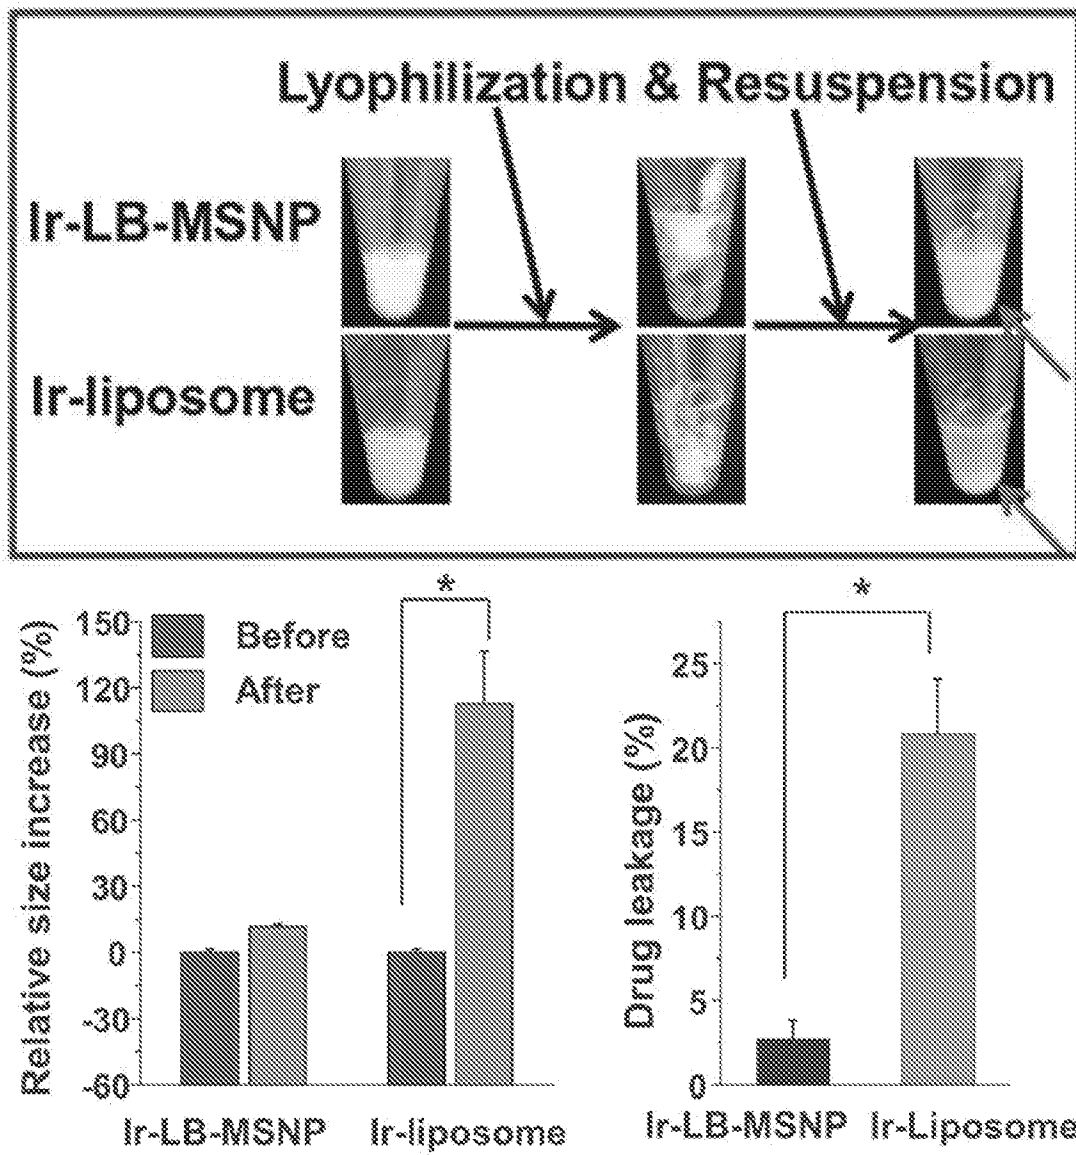 Lyophilization & Resuspension
Ir-LB-MSNP
Ir-liposome
*
150
120
90
60
30
0
-30
-60
Relative size increase (%)
Before
After
Ir-LB-MSNP
Ir-liposome
*
25
20
15
10
5
0
Drug leakage (%)
Ir-LB-MSNP
Ir-Liposome